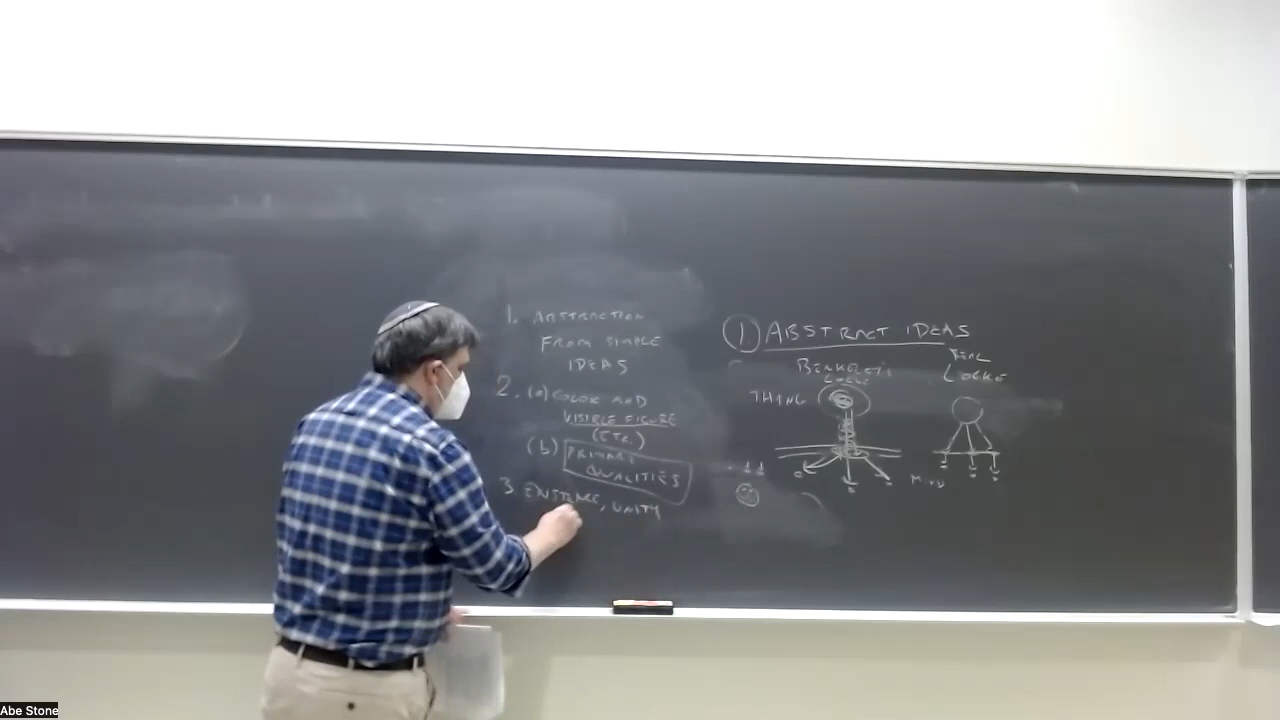 1. ABSTRACTION
FROM SIMPLE
IDEAS
2. (a) COLOR AND
VISIBLE FIGURE
(ETC.)
(b) PRIMARY
QUALITIES
3. EXISTENCE, UNITY
① ABSTRACT IDEAS
BERKELEY'S
LOCKE
THING
REAL
LOCKE
Abe Stone